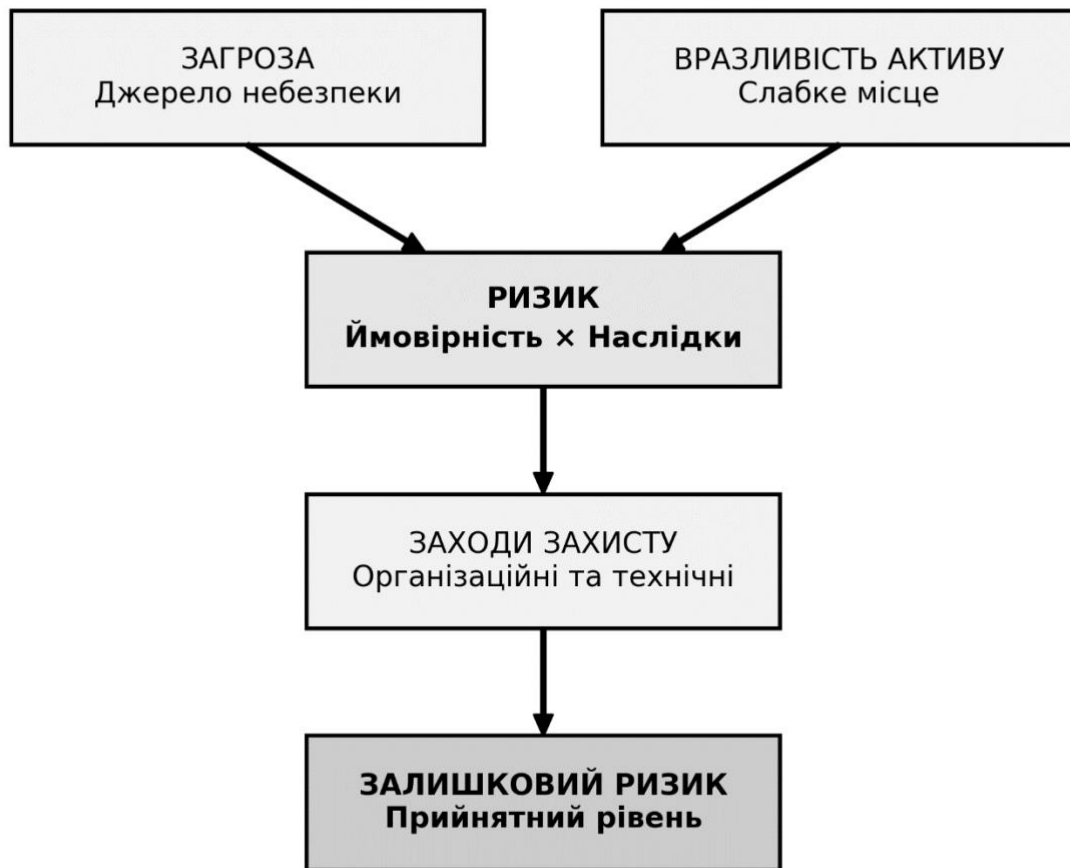 ЗАГРОЗА
Джерело небезпеки
ВРАЗЛИВІСТЬ АКТИВУ
Слабке місце
РИЗИК
Ймовірність × Наслідки
ЗАХОДИ ЗАХИСТУ
Організаційні та технічні
ЗАЛИШКОВИЙ РИЗИК
Прийнятний рівень